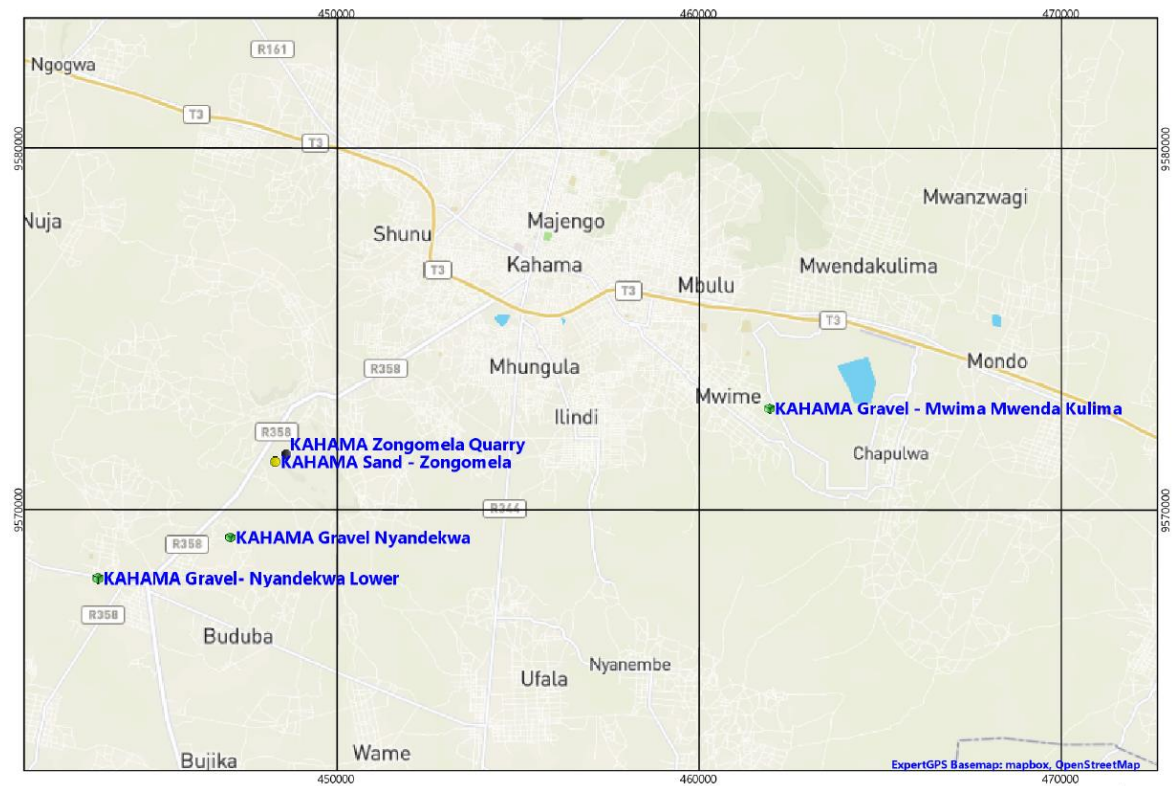 450000
460000
470000
R161
Ngogwa
T3
T3
9580000
9580000
Mwanzwagi
Nuja
Majengo
Shunu
Kahama
Mwendakulima
T3
Mbulu
T3
T3
Mondo
Mhungula
R358
Mwime
KAHAMA Gravel - Mwima Mwenda Kulima
Ilindi
R358
KAHAMA Zongomela Quarry
Chapulwa
KAHAMA Sand - Zongomela
9570000
R344
9570000
KAHAMA Gravel Nyandekwa
R358
KAHAMA Gravel- Nyandekwa Lower
R358
Buduba
Nyanembe
Ufala
Wame
Bujika
ExpertGPS Basemap: mapbox, OpenStreetMap
450000
460000
470000